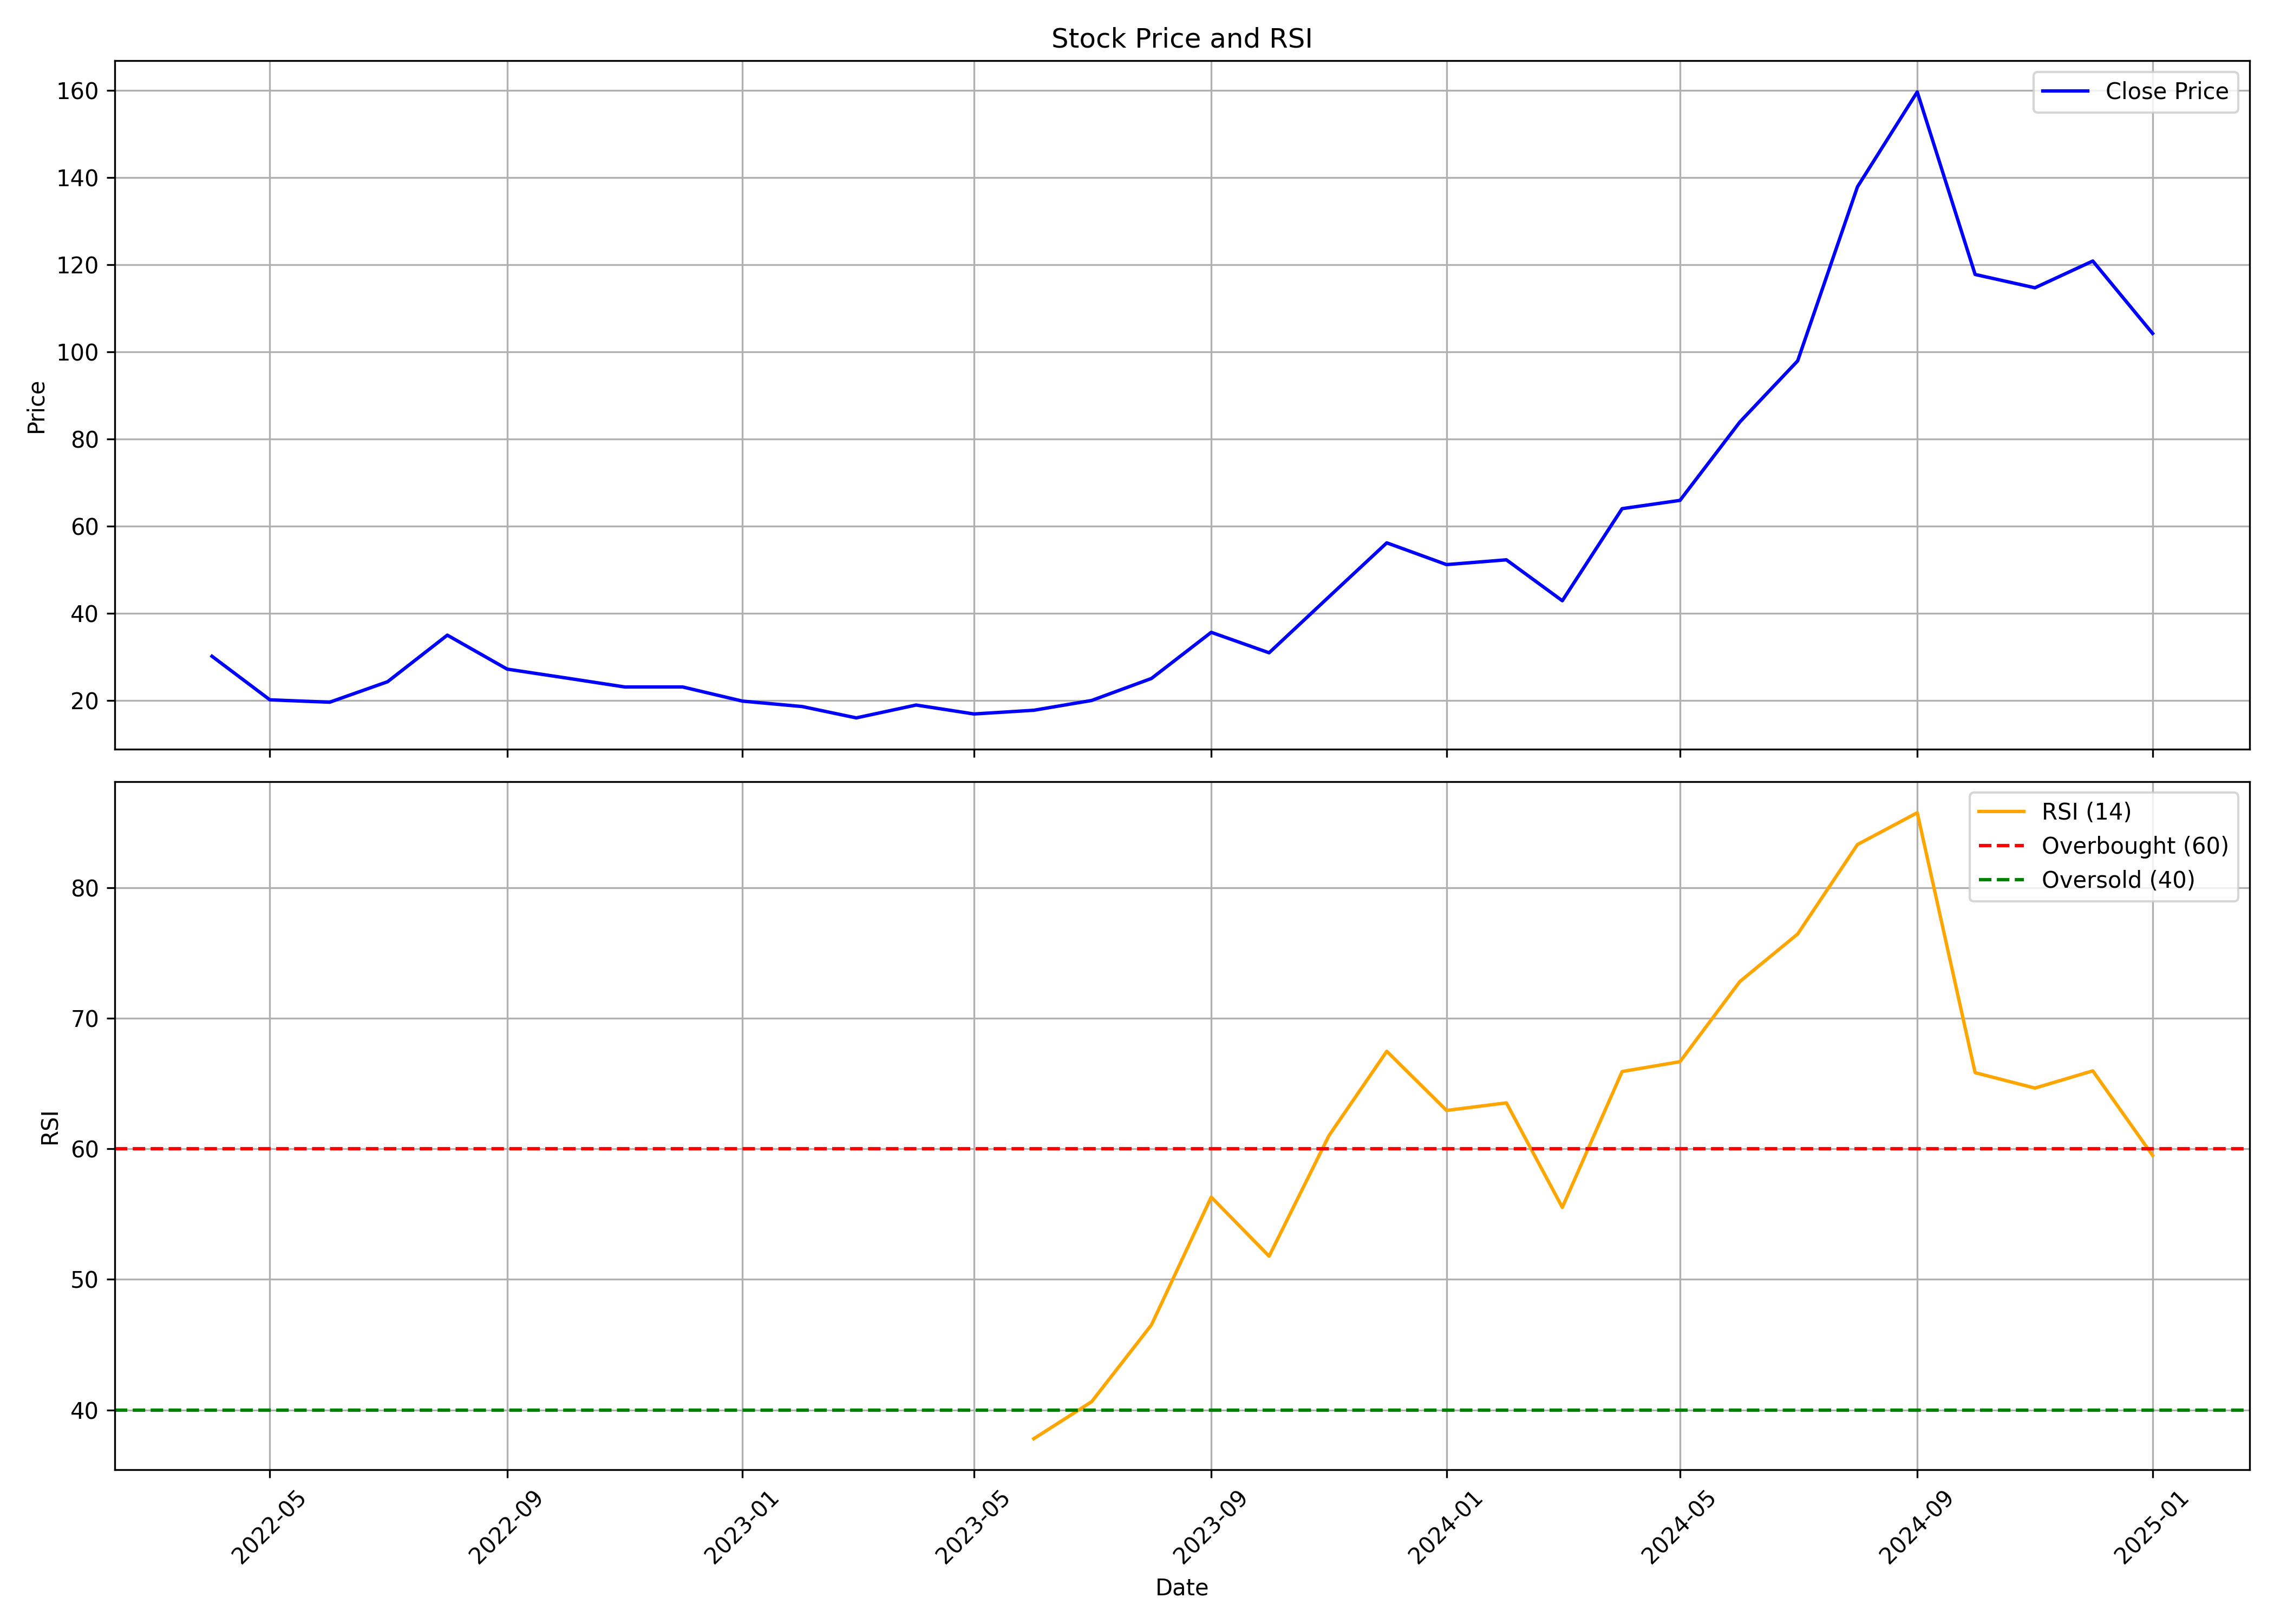 Stock Price and RSI
160
140
120
100
80
60
40
20
Price
Close Price
80
70
60
50
40
RSI
RSI (14)
Overbought (60)
Oversold (40)
2022-05
2022-09
2023-01
2023-05
2023-09
2024-01
2024-05
2024-09
2025-01
Date